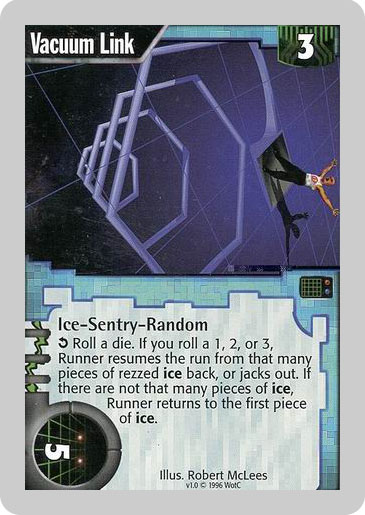 Vacuum Link
3
Ice-Sentry-Random
Roll a die. If you roll a 1, 2, or 3,
Runner resumes the run from that many
pieces of rezzed ice back, or jacks out. If
there are not that many pieces of ice,
Runner returns to the first piece
of ice.
5
Illus. Robert McLees
v1.0 © 1996 WotC